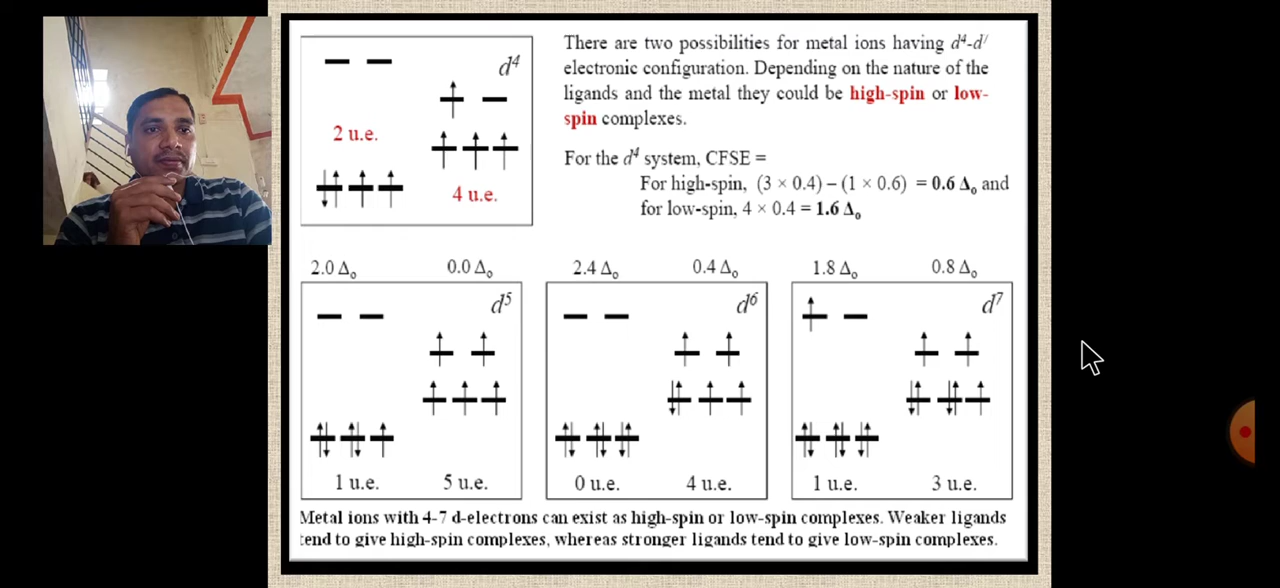 There are two possibilities for metal ions having d⁴-d⁷
electronic configuration. Depending on the nature of the
ligands and the metal they could be high-spin or low-
spin complexes.
For the d⁴ system, CFSE =
For high-spin, (3 × 0.4) – (1 × 0.6) = 0.6 Δₒ and
for low-spin, 4 × 0.4 = 1.6 Δₒ
d⁴
2 u.e.
4 u.e.
2.0 Δₒ 0.0 Δₒ
d⁵
1 u.e. 5 u.e.
2.4 Δₒ 0.4 Δₒ
d⁶
0 u.e. 4 u.e.
1.8 Δₒ 0.8 Δₒ
d⁷
1 u.e. 3 u.e.
Metal ions with 4-7 d-electrons can exist as high-spin or low-spin complexes. Weaker ligands
tend to give high-spin complexes, whereas stronger ligands tend to give low-spin complexes.